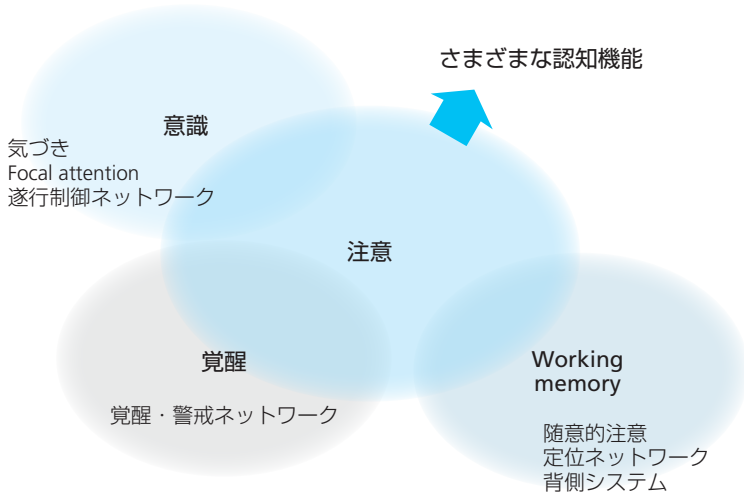 さまざまな認知機能
意識
気づき
Focal attention
遂行制御ネットワーク
注意
覚醒
覚醒・警戒ネットワーク
Working
memory
随意的注意
定位ネットワーク
背側システム